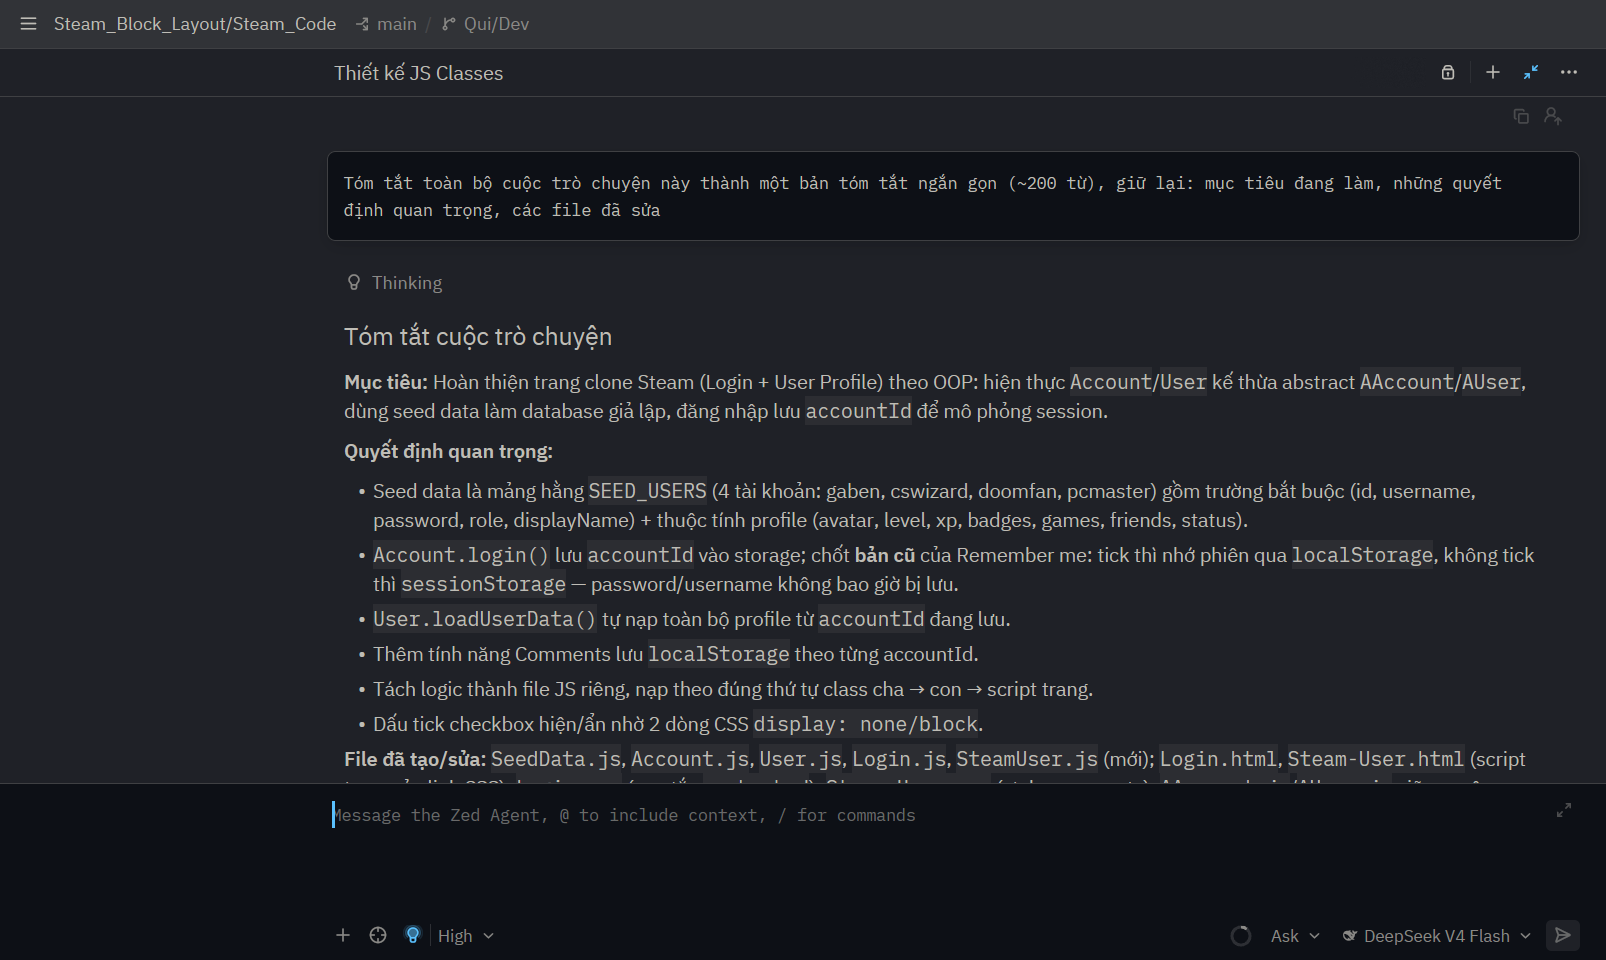 Steam_Block_Layout/Steam_Code main / Qui/Dev
Thiết kế JS Classes
Tóm tắt toàn bộ cuộc trò chuyện này thành một bản tóm tắt ngắn gọn (~200 từ), giữ lại: mục tiêu đang làm, những quyết
định quan trọng, các file đã sửa
Thinking
Tóm tắt cuộc trò chuyện
Mục tiêu: Hoàn thiện trang clone Steam (Login + User Profile) theo OOP: hiện thực Account/User kế thừa abstract AAccount/AUser,
dùng seed data làm database giả lập, đăng nhập lưu accountId để mô phỏng session.
Quyết định quan trọng:
• Seed data là mảng hằng SEED_USERS (4 tài khoản: gaben, cswizard, doomfan, pcmaster) gồm trường bắt buộc (id, username,
password, role, displayName) + thuộc tính profile (avatar, level, xp, badges, games, friends, status).
• Account.login() lưu accountId vào storage; chốt bản cũ của Remember me: tick thì nhớ phiên qua localStorage, không tick
thì sessionStorage — password/username không bao giờ bị lưu.
• User.loadUserData() tự nạp toàn bộ profile từ accountId đang lưu.
• Thêm tính năng Comments lưu localStorage theo từng accountId.
• Tách logic thành file JS riêng, nạp theo đúng thứ tự class cha → con → script trang.
• Dấu tick checkbox hiện/ẩn nhờ 2 dòng CSS display: none/block.
File đã tạo/sửa: SeedData.js, Account.js, User.js, Login.js, SteamUser.js (mới); Login.html, Steam-User.html (script
Message the Zed Agent, @ to include context, / for commands
High
Ask DeepSeek V4 Flash